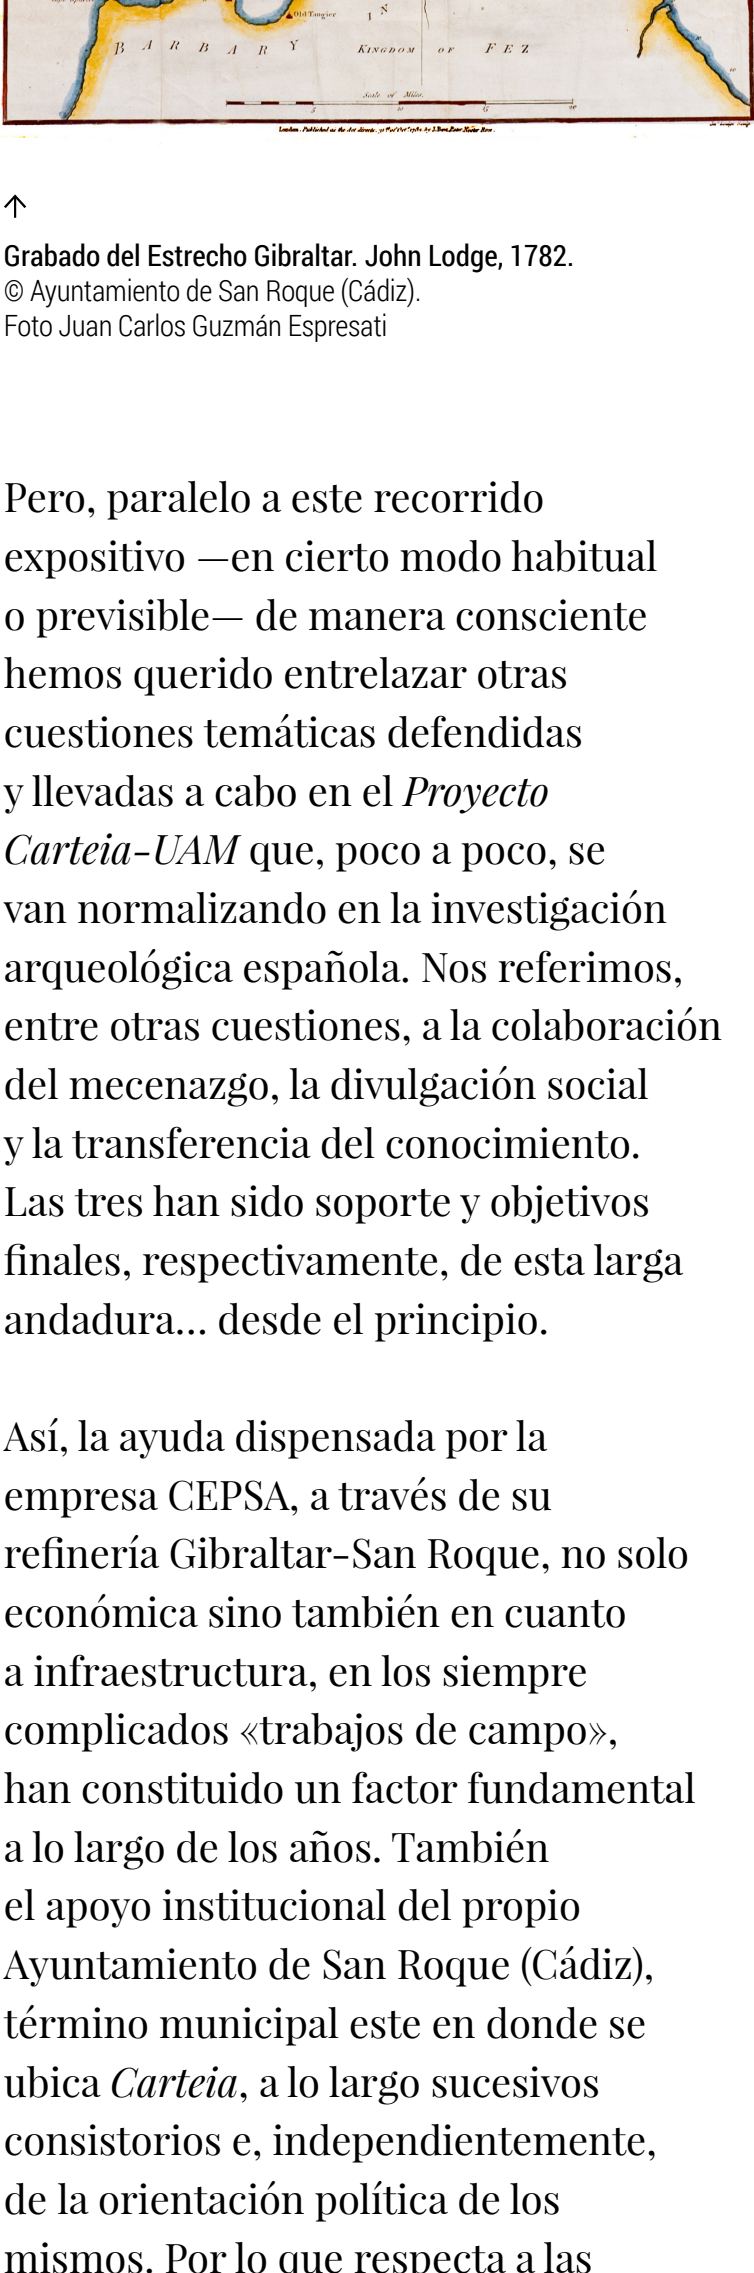 Old Tangier
BARBARY KINGDOM OF FEZ
Scale of Miles.
5 10 15 20
↑
Grabado del Estrecho Gibraltar. John Lodge, 1782.
© Ayuntamiento de San Roque (Cádiz).
Foto Juan Carlos Guzmán Espresati
Pero, paralelo a este recorrido
expositivo —en cierto modo habitual
o previsible— de manera consciente
hemos querido entrelazar otras
cuestiones temáticas defendidas
y llevadas a cabo en el Proyecto
Carteia-UAM que, poco a poco, se
van normalizando en la investigación
arqueológica española. Nos referimos,
entre otras cuestiones, a la colaboración
del mecenazgo, la divulgación social
y la transferencia del conocimiento.
Las tres han sido soporte y objetivos
finales, respectivamente, de esta larga
andadura... desde el principio.
Así, la ayuda dispensada por la
empresa CEPSA, a través de su
refinería Gibraltar-San Roque, no solo
económica sino también en cuanto
a infraestructura, en los siempre
complicados «trabajos de campo»,
han constituido un factor fundamental
a lo largo de los años. También
el apoyo institucional del propio
Ayuntamiento de San Roque (Cádiz),
término municipal este en donde se
ubica Carteia, a lo largo sucesivos
consistorios e, independientemente,
de la orientación política de los
mismos. Por lo que respecta a las